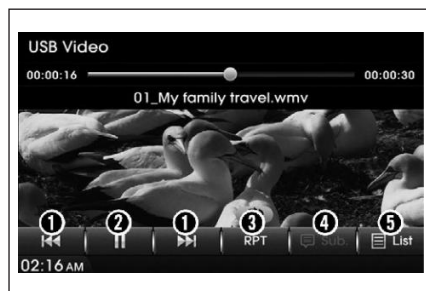 USB Video
00:00:16 00:00:30
01_My family travel.wmv
1 2 1 3 4 5
RPT Sub. List
02:16 AM